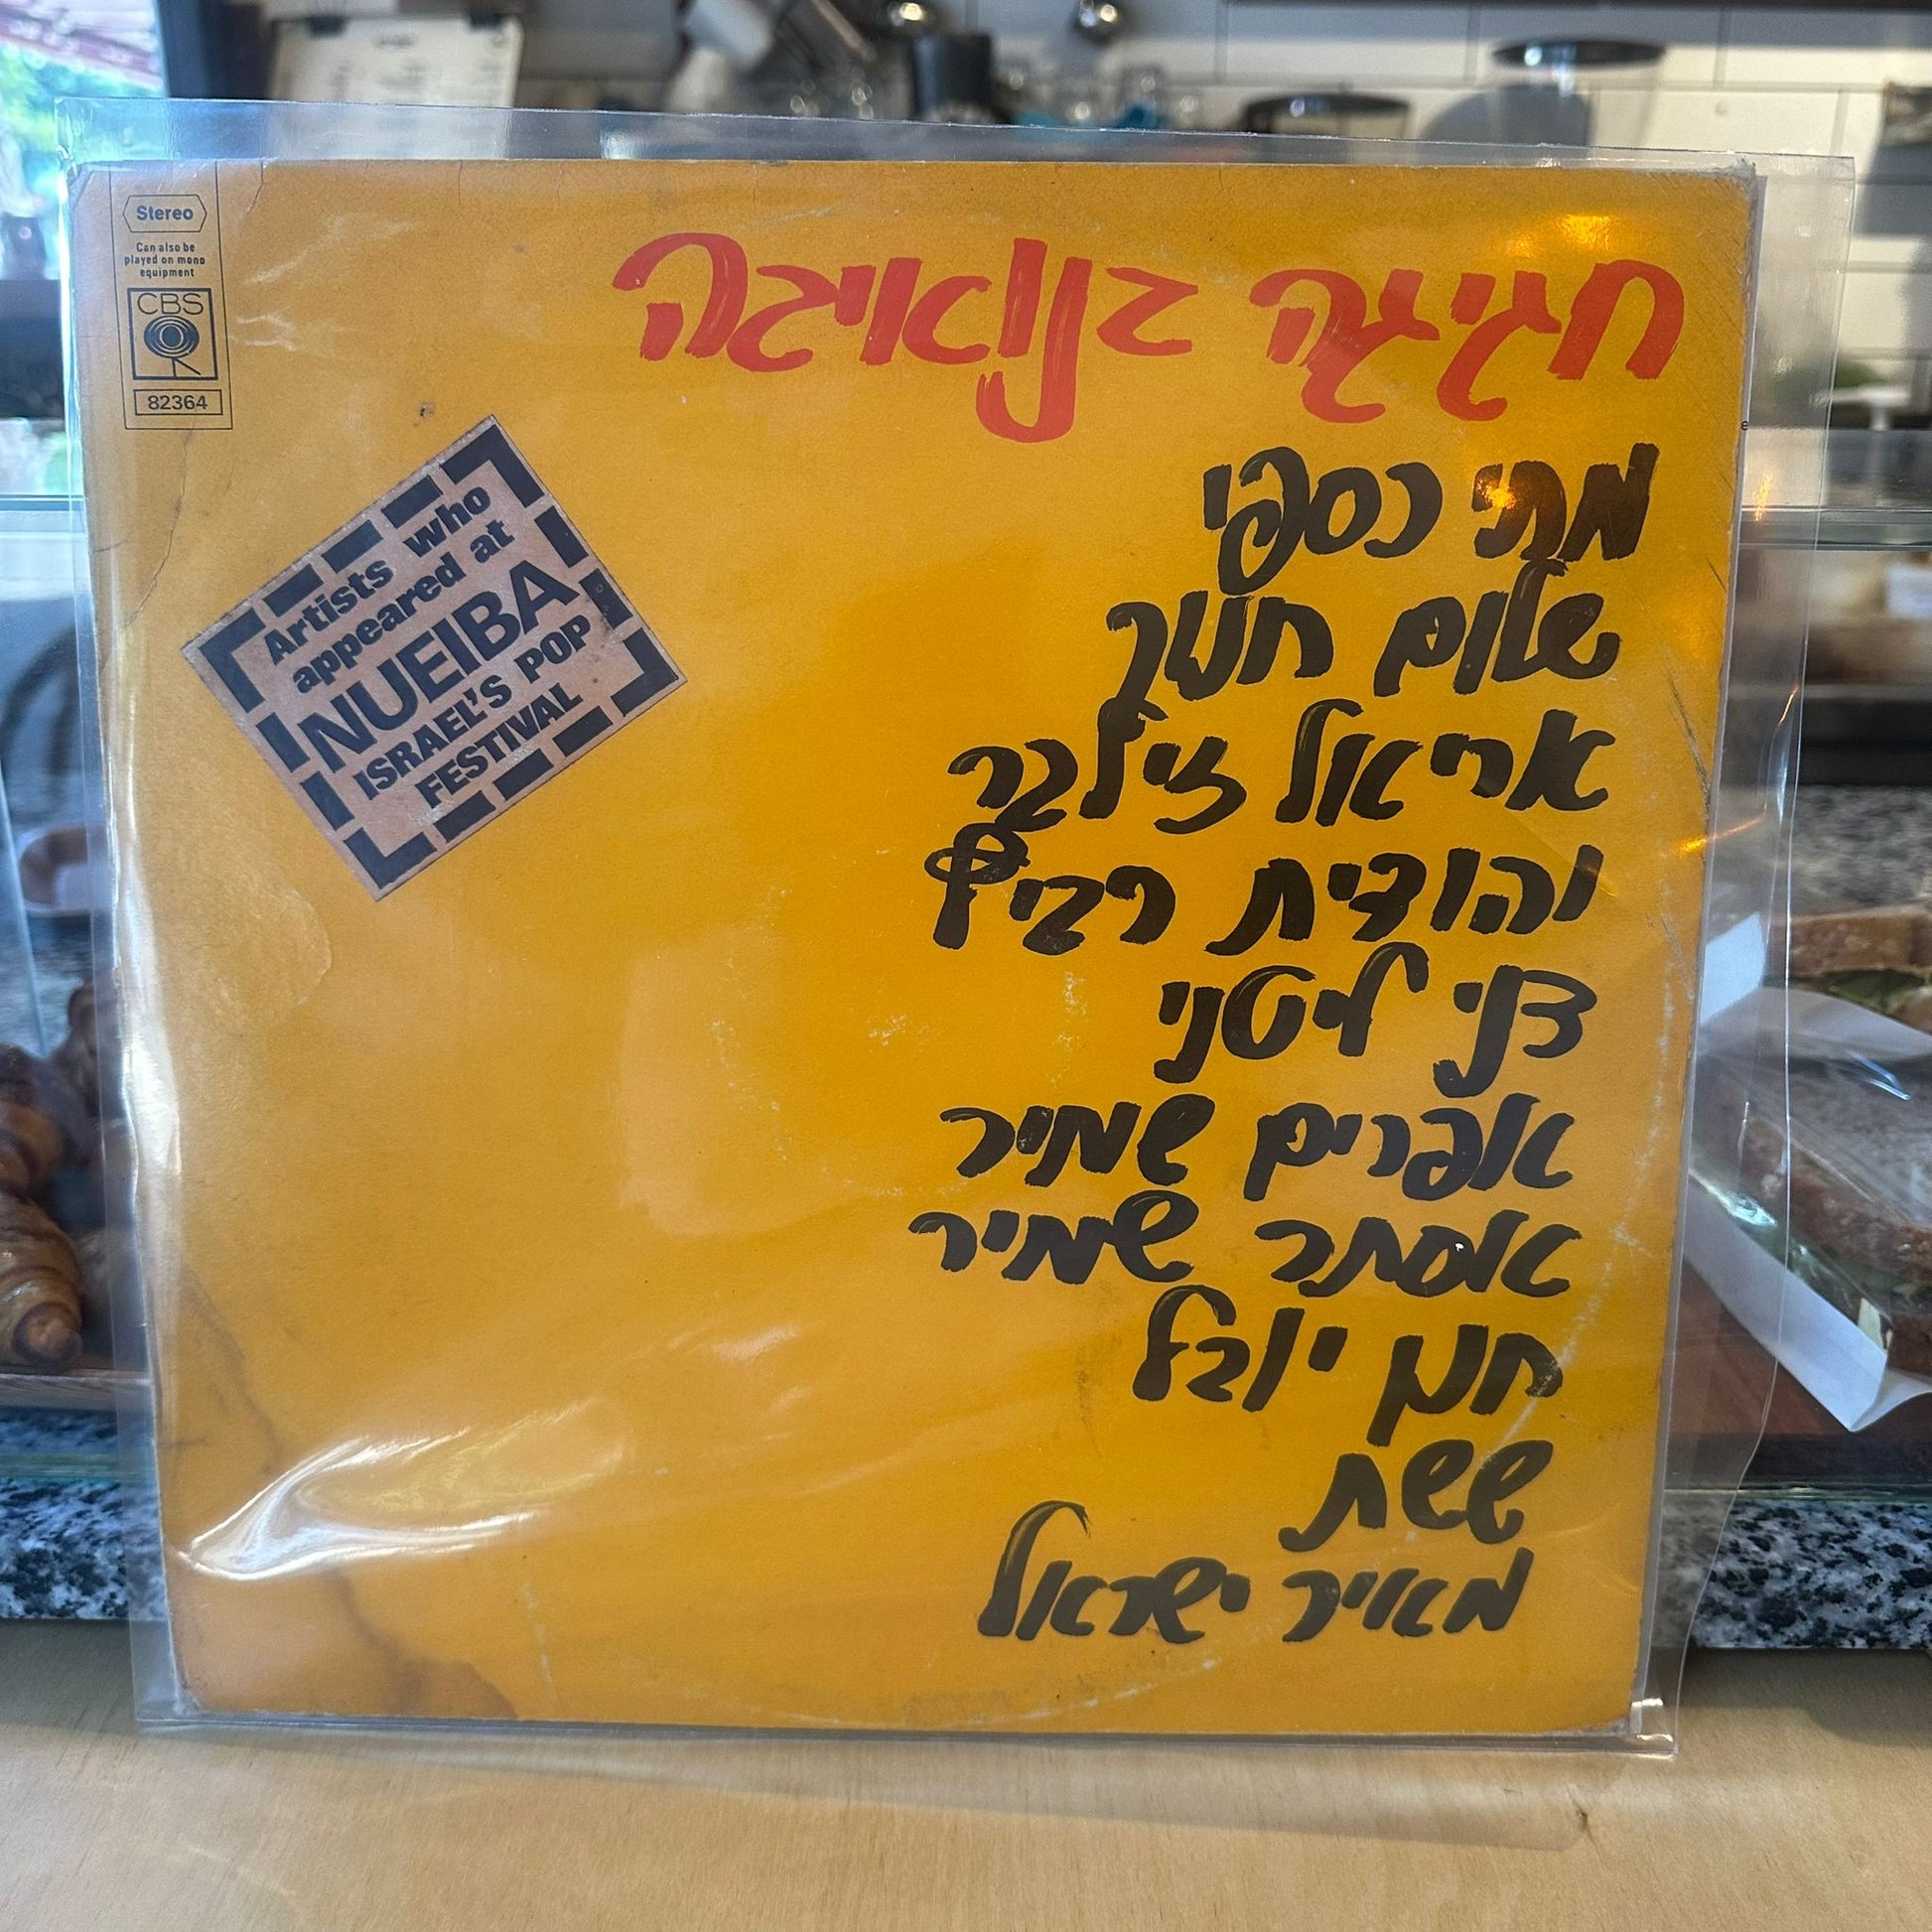 Stereo
Can also be
played on mono
equipment
CBS
82364
חגיגה בנואיבה
Artists who
appeared at
NUEIBA
ISRAEL'S POP
FESTIVAL
מתי כספי
שלום חנוך
אריאל זילבר
יהודית רביץ
דני ליטני
אפרים שמיר
אסתר שמיר
חנן יובל
ששת
מאיר ישראל